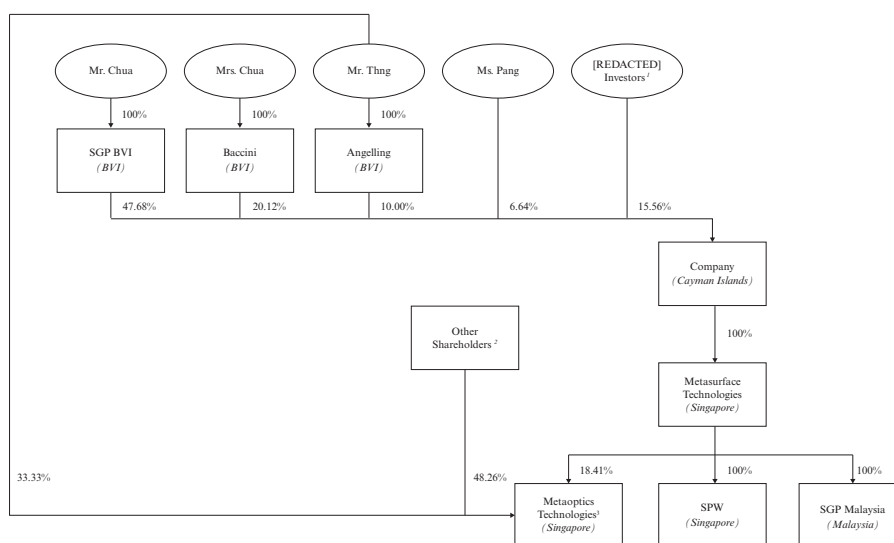 Mr. Chua
Mrs. Chua
Mr. Thng
Ms. Pang
[REDACTED]
Investors 1
100%
100%
100%
SGP BVI
(BVI)
Baccini
(BVI)
Angelling
(BVI)
47.68%
20.12%
10.00%
6.64%
15.56%
Company
(Cayman Islands)
Other
Shareholders 2
100%
Metasurface
Technologies
(Singapore)
33.33%
48.26%
18.41%
100%
100%
Metaoptics
Technologies3
(Singapore)
SPW
(Singapore)
SGP Malaysia
(Malaysia)